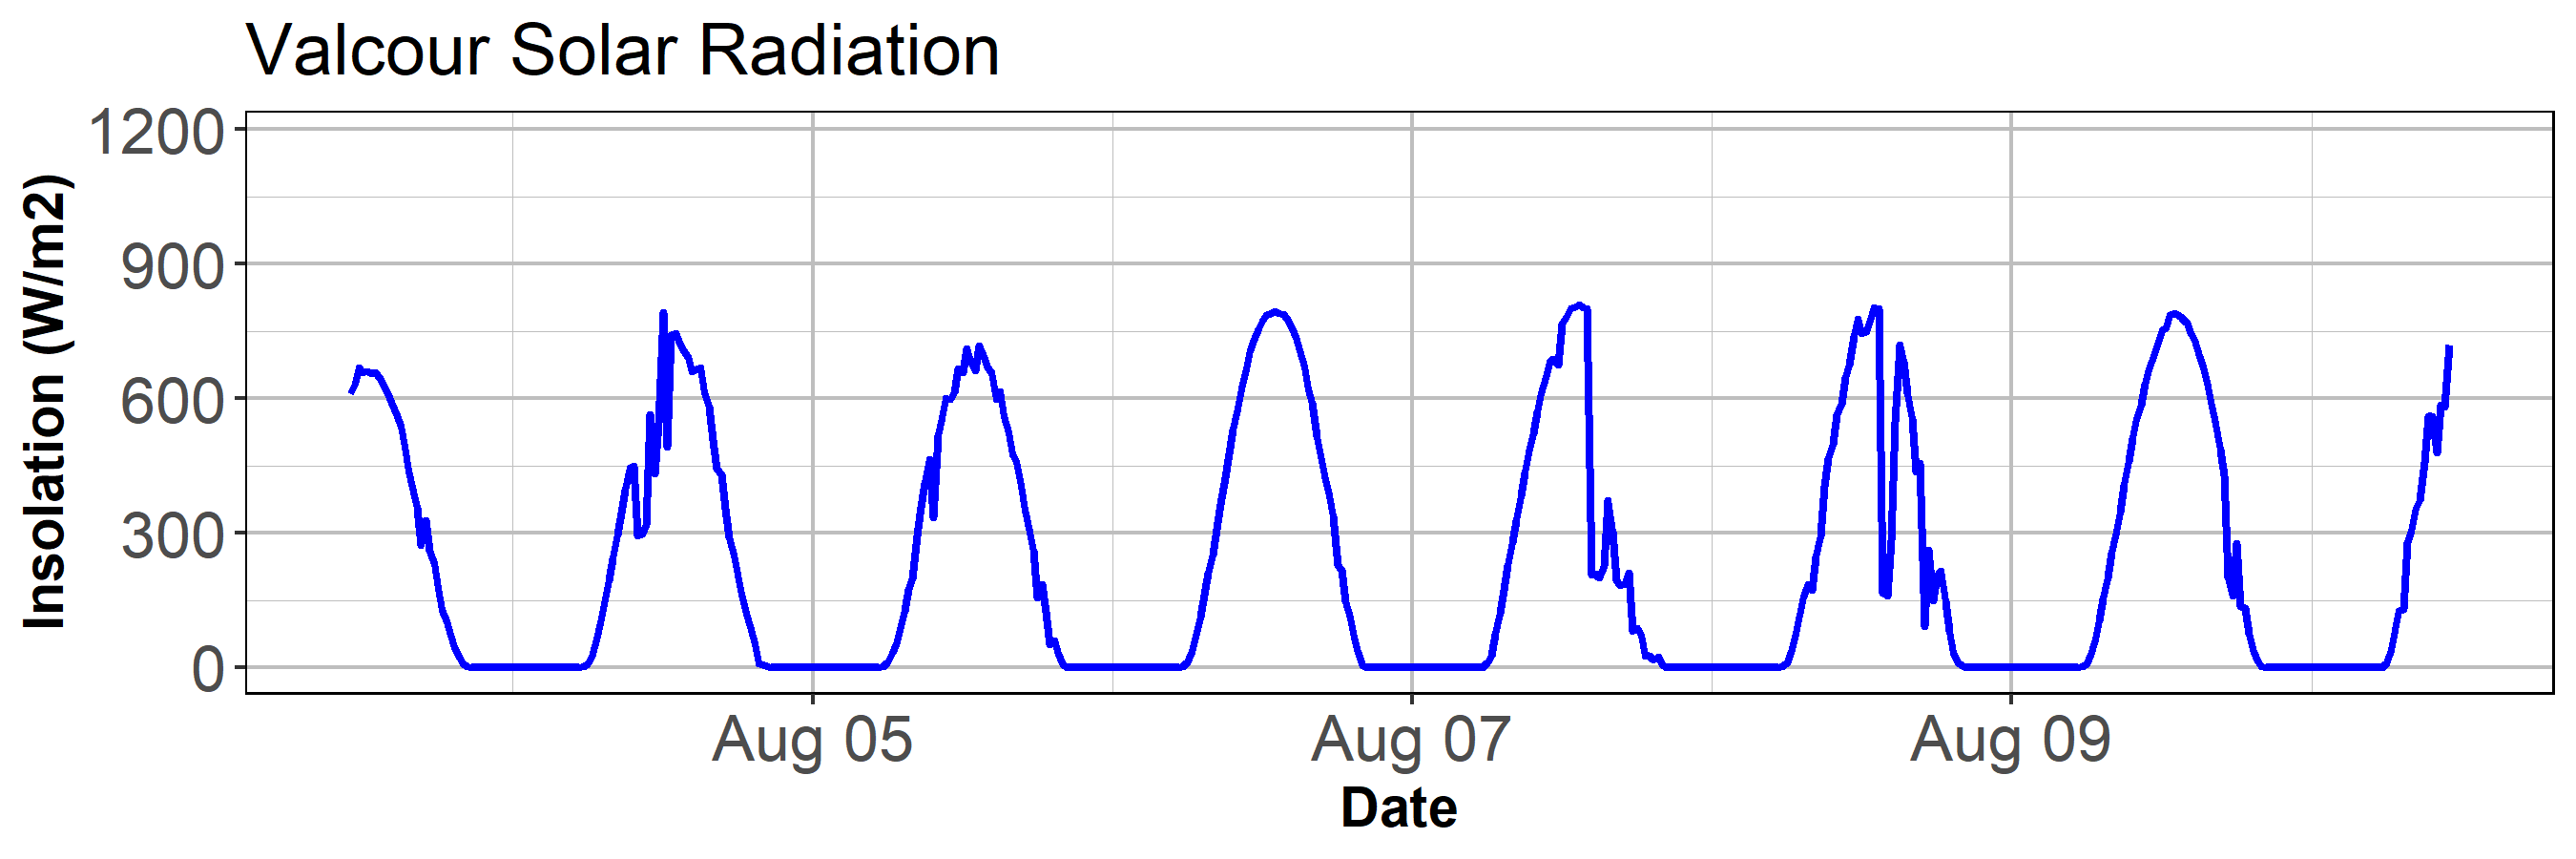 Valcour Solar Radiation
1200
900
600
300
0
Insolation (W/m2)
Aug 05
Aug 07
Aug 09
Date